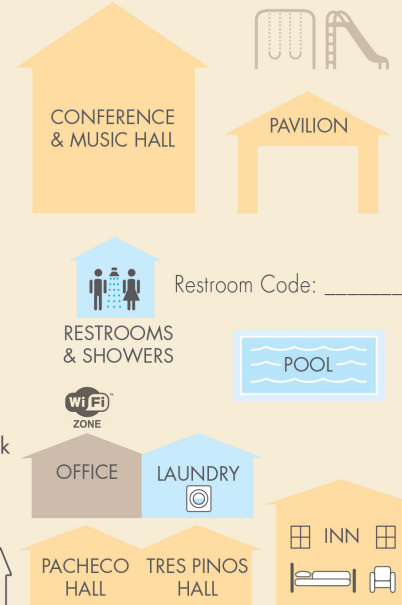 CONFERENCE
& MUSIC HALL
PAVILION
Restroom Code: _______
RESTROOMS
& SHOWERS
POOL
Wi Fi
ZONE
k
OFFICE
LAUNDRY
INN
PACHECO
HALL
TRES PINOS
HALL